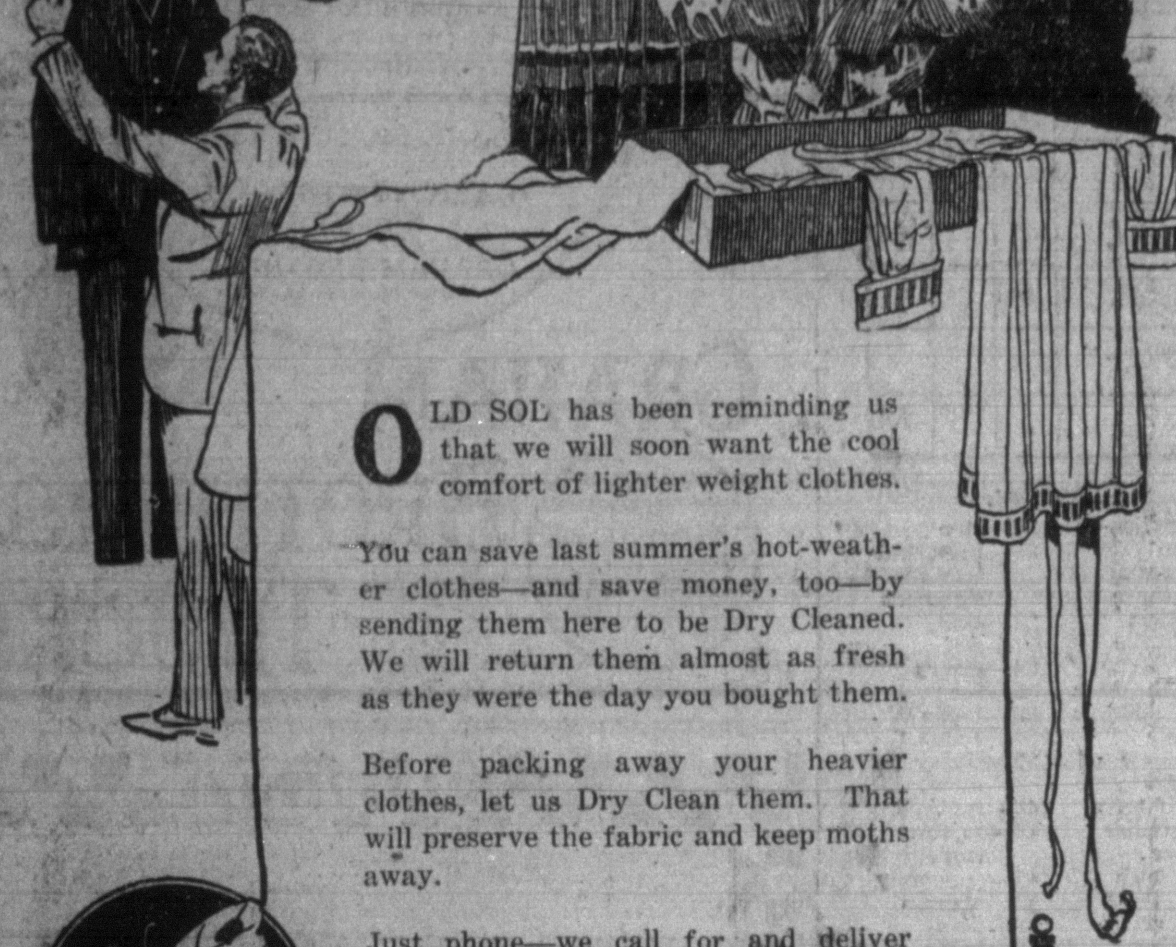 OLD SOL has been reminding us
that we will soon want the cool
comfort of lighter weight clothes.
You can save last summer's hot-weath-
er clothes—and save money, too—by
sending them here to be Dry Cleaned.
We will return them almost as fresh
as they were the day you bought them.
Before packing away your heavier
clothes, let us Dry Clean them. That
will preserve the fabric and keep moths
away.
Just phone—we call for and deliver